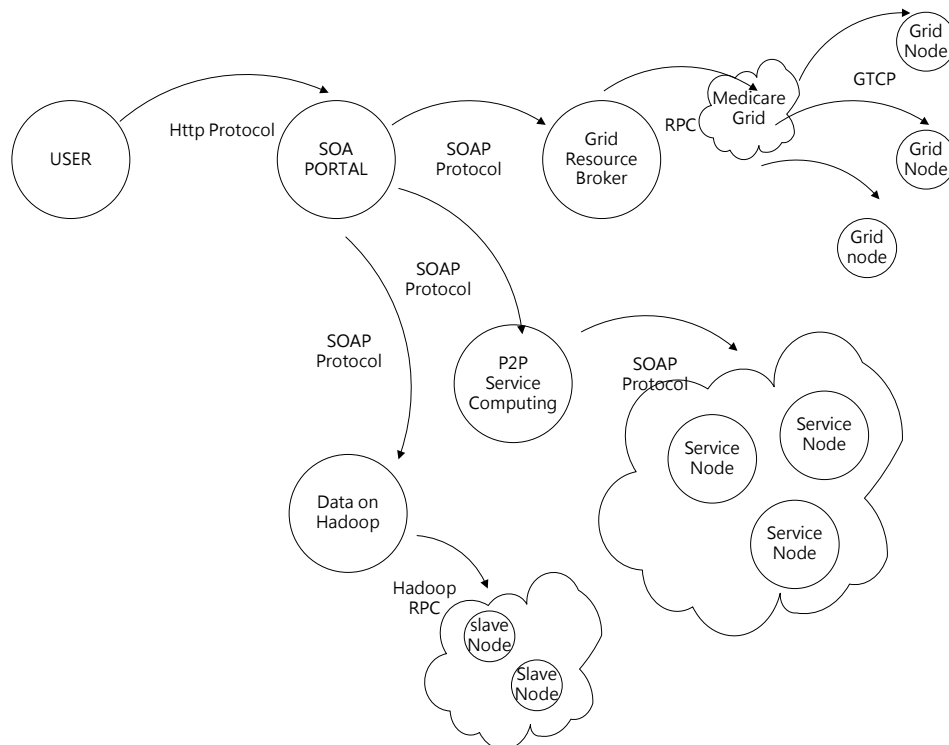 USER
Http Protocol
SOA
PORTAL
SOAP
Protocol
Grid
Resource
Broker
RPC
Medicare
Grid
GTCP
Grid
Node
Grid
Node
Grid
node
SOAP
Protocol
SOAP
Protocol
P2P
Service
Computing
SOAP
Protocol
Service
Node
Service
Node
Service
Node
Data on
Hadoop
Hadoop
RPC
slave
Node
Slave
Node